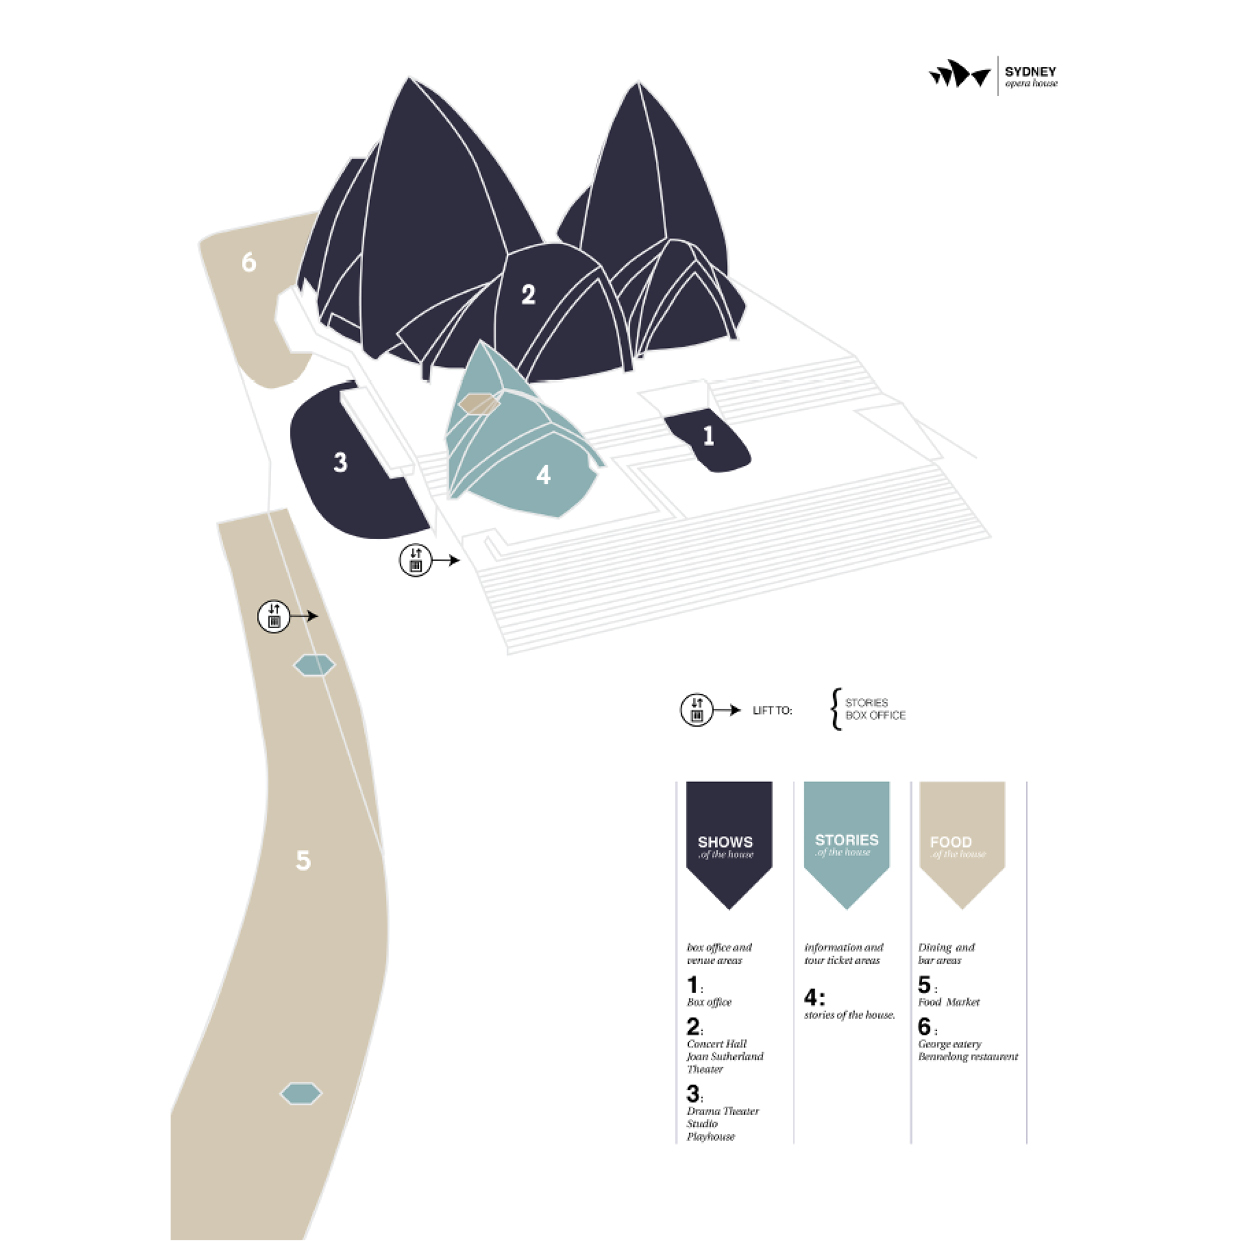 SYDNEY
opera house
6
2
1
3
4
5
LIFT TO:
STORIES
BOX OFFICE
SHOWS
.of the house
STORIES
.of the house
FOOD
.of the house
box office and
venue areas
1:
Box office
2:
Concert Hall
Joan Sutherland
Theater
3:
Drama Theater
Studio
Playhouse
information and
tour ticket areas
4:
stories of the house.
Dining and
bar areas
5:
Food Market
6:
George eatery
Bennelong restaurent